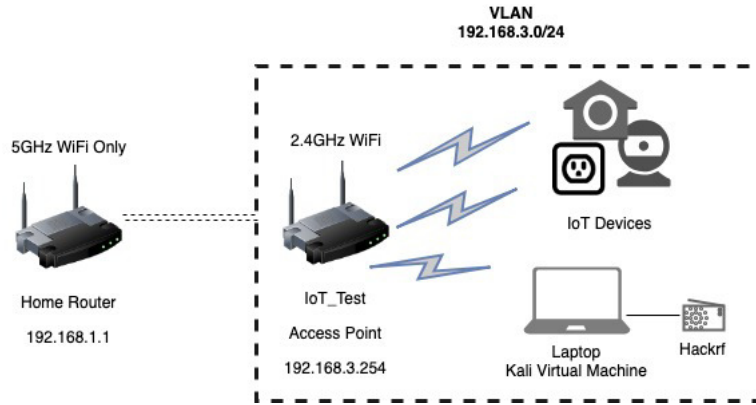 VLAN
192.168.3.0/24
5GHz WiFi Only
2.4GHz WiFi
IoT Devices
Home Router
192.168.1.1
IoT_Test
Access Point
192.168.3.254
Laptop
Kali Virtual Machine
Hackrf